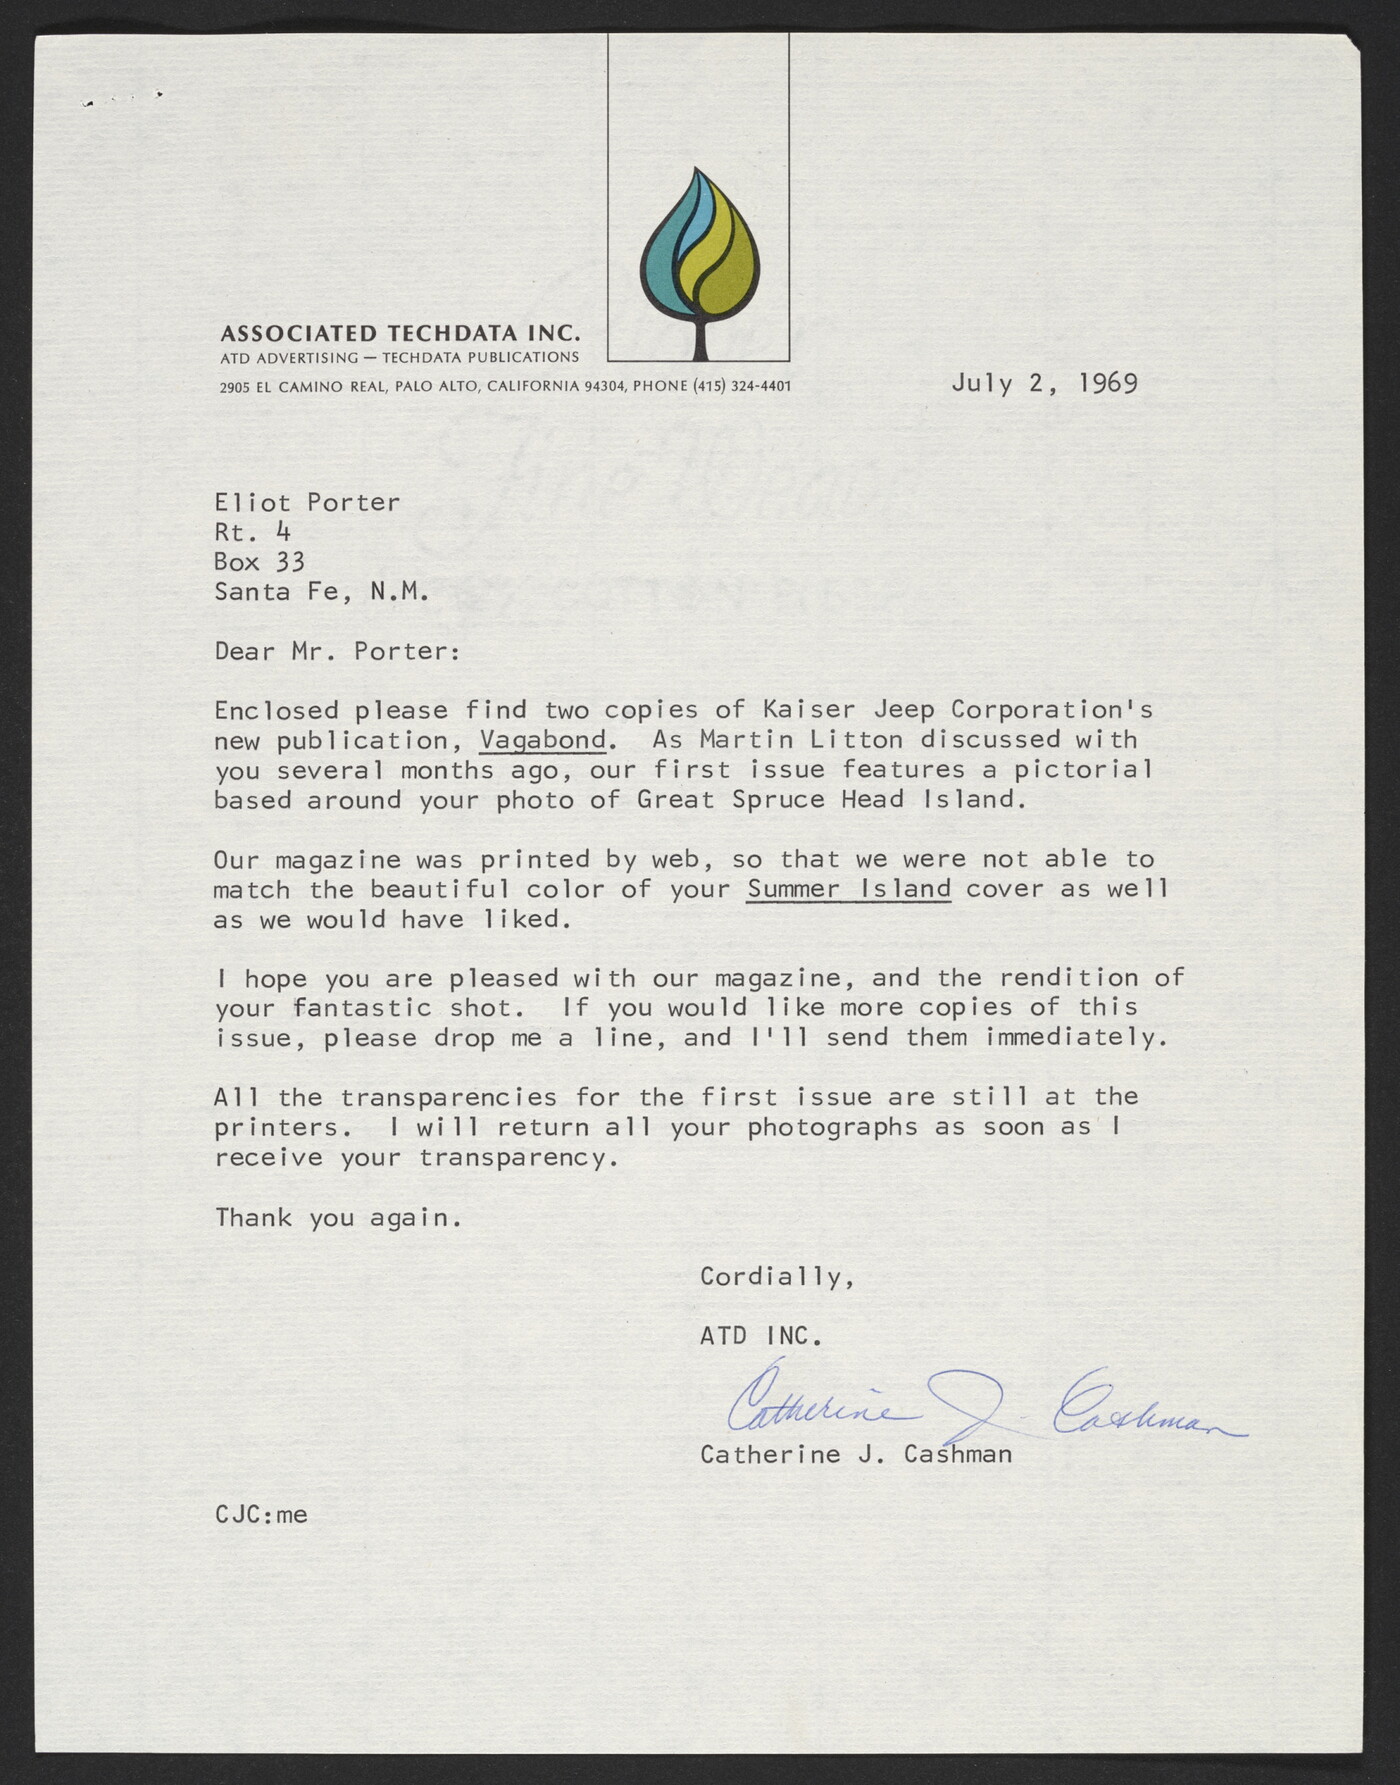 ASSOCIATED TECHDATA INC.
ATD ADVERTISING — TECHDATA PUBLICATIONS
2905 EL CAMINO REAL, PALO ALTO, CALIFORNIA 94304, PHONE (415) 324-4401
July 2, 1969
Eliot Porter
Rt. 4
Box 33
Santa Fe, N.M.
Dear Mr. Porter:
Enclosed please find two copies of Kaiser Jeep Corporation's
new publication, Vagabond.  As Martin Litton discussed with
you several months ago, our first issue features a pictorial
based around your photo of Great Spruce Head Island.
Our magazine was printed by web, so that we were not able to
match the beautiful color of your Summer Island cover as well
as we would have liked.
I hope you are pleased with our magazine, and the rendition of
your fantastic shot.  If you would like more copies of this
issue, please drop me a line, and I'll send them immediately.
All the transparencies for the first issue are still at the
printers.  I will return all your photographs as soon as I
receive your transparency.
Thank you again.
Cordially,
ATD INC.
Catherine J. Cashman
Catherine J. Cashman
CJC:me